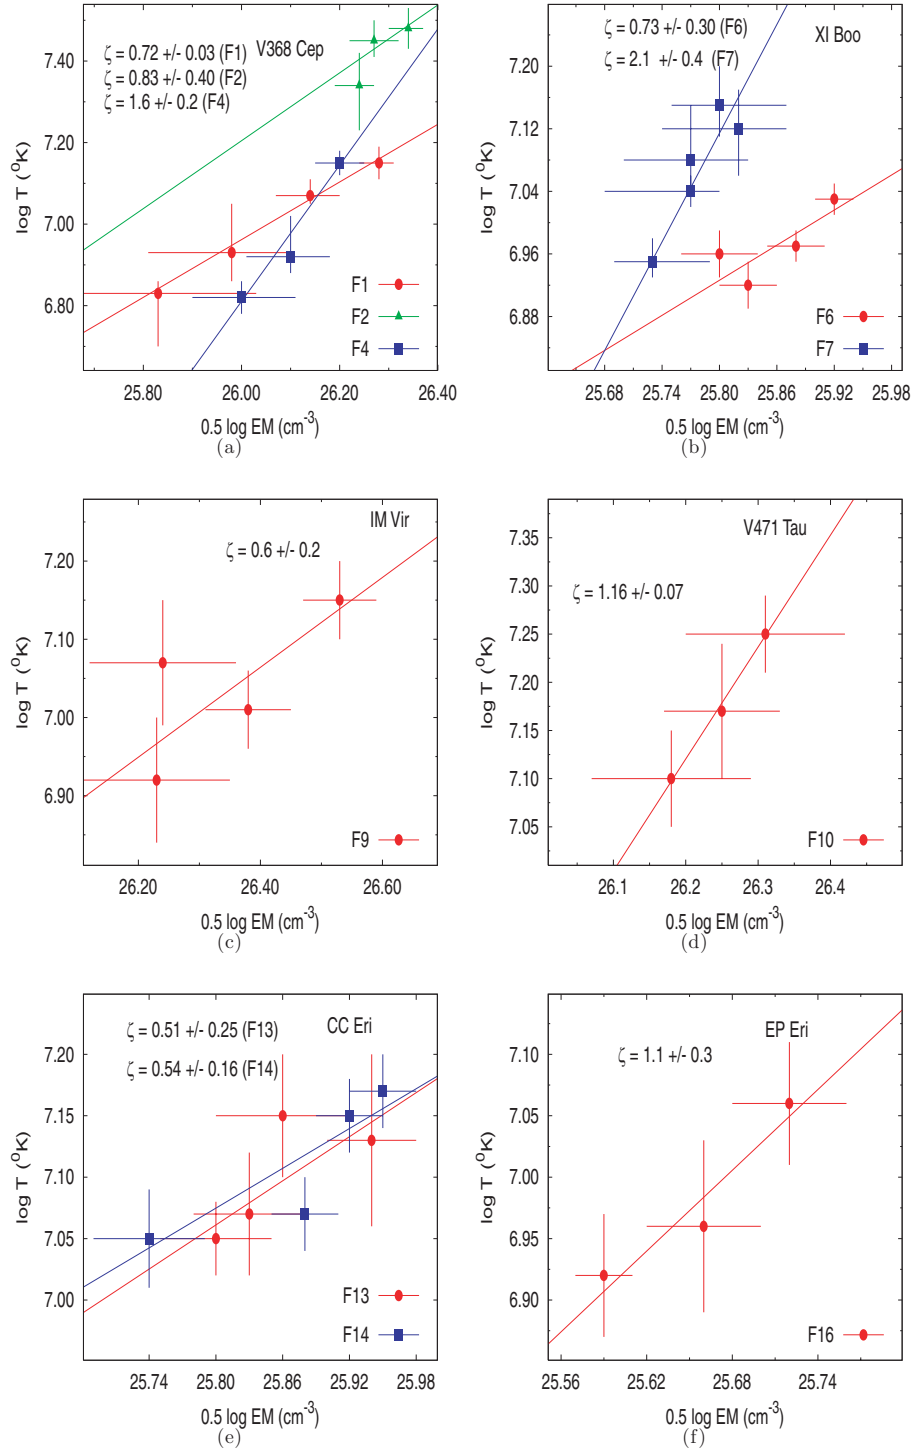 V368 Cep
ζ = 0.72 +/- 0.03 (F1)
ζ = 0.83 +/- 0.40 (F2)
ζ = 1.6 +/- 0.2 (F4)
7.40
7.20
7.00
6.80
log T (⁰K)
F1
F2
F4
25.80 26.00 26.10 26.20 26.40
0.5 log EM (cm⁻³)
(a)
XI Boo
ζ = 0.73 +/- 0.30 (F6)
ζ = 2.1 +/- 0.4 (F7)
7.20
7.12
7.04
6.96
6.88
log T (⁰K)
F6
F7
25.68 25.74 25.80 25.86 25.92 25.98
0.5 log EM (cm⁻³)
(b)
IM Vir
ζ = 0.6 +/- 0.2
7.20
7.10
7.00
6.90
log T (⁰K)
F9
26.20 26.40 26.60
0.5 log EM (cm⁻³)
(c)
V471 Tau
ζ = 1.16 +/- 0.07
7.35
7.30
7.25
7.20
7.15
7.10
7.05
log T (⁰K)
F10
26.1 26.2 26.3 26.4
0.5 log EM (cm⁻³)
(d)
CC Eri
ζ = 0.51 +/- 0.25 (F13)
ζ = 0.54 +/- 0.16 (F14)
7.20
7.15
7.10
7.05
7.00
log T (⁰K)
F13
F14
25.74 25.80 25.86 25.92 25.98
0.5 log EM (cm⁻³)
(e)
EP Eri
ζ = 1.1 +/- 0.3
7.10
7.05
7.00
6.95
6.90
log T (⁰K)
F16
25.56 25.62 25.68 25.74
0.5 log EM (cm⁻³)
(f)